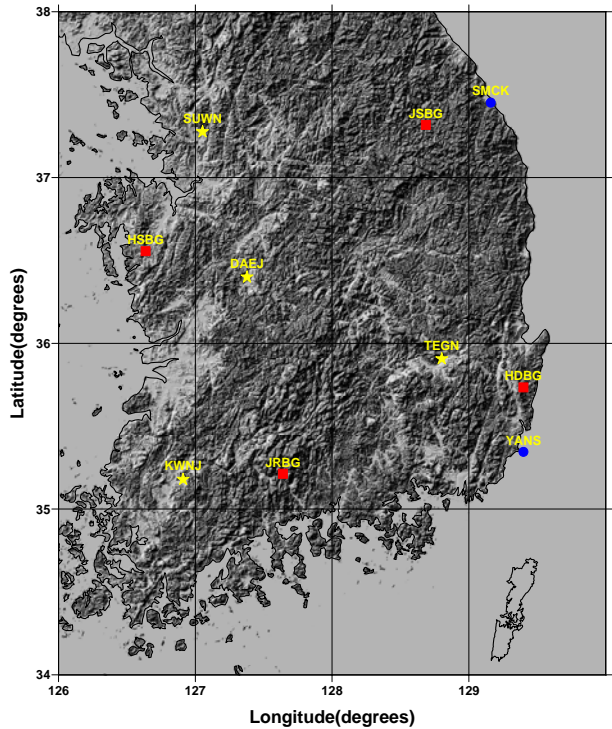 38
SMCK
JSBG
SUWN
37
HSBG
DAEJ
36
TEGN
HDBG
YANS
KWNJ
JRBG
35
34
126
127
128
129
Latitude(degrees)
Longitude(degrees)